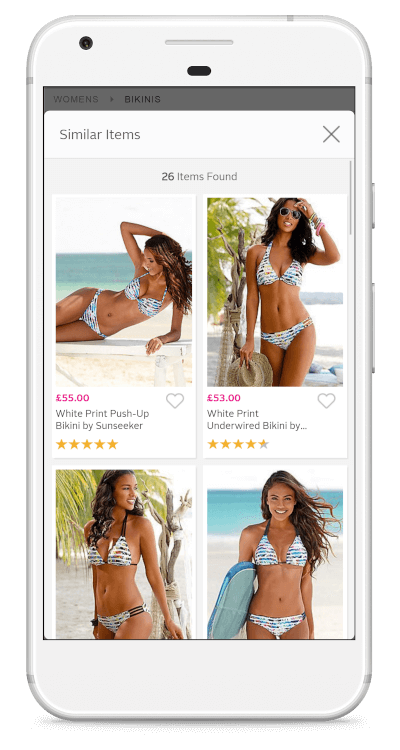 WOMENS BIKINIS
Similar Items
26 Items Found
£55.00
White Print Push-Up
Bikini by Sunseeker
£53.00
White Print
Underwired Bikini by...